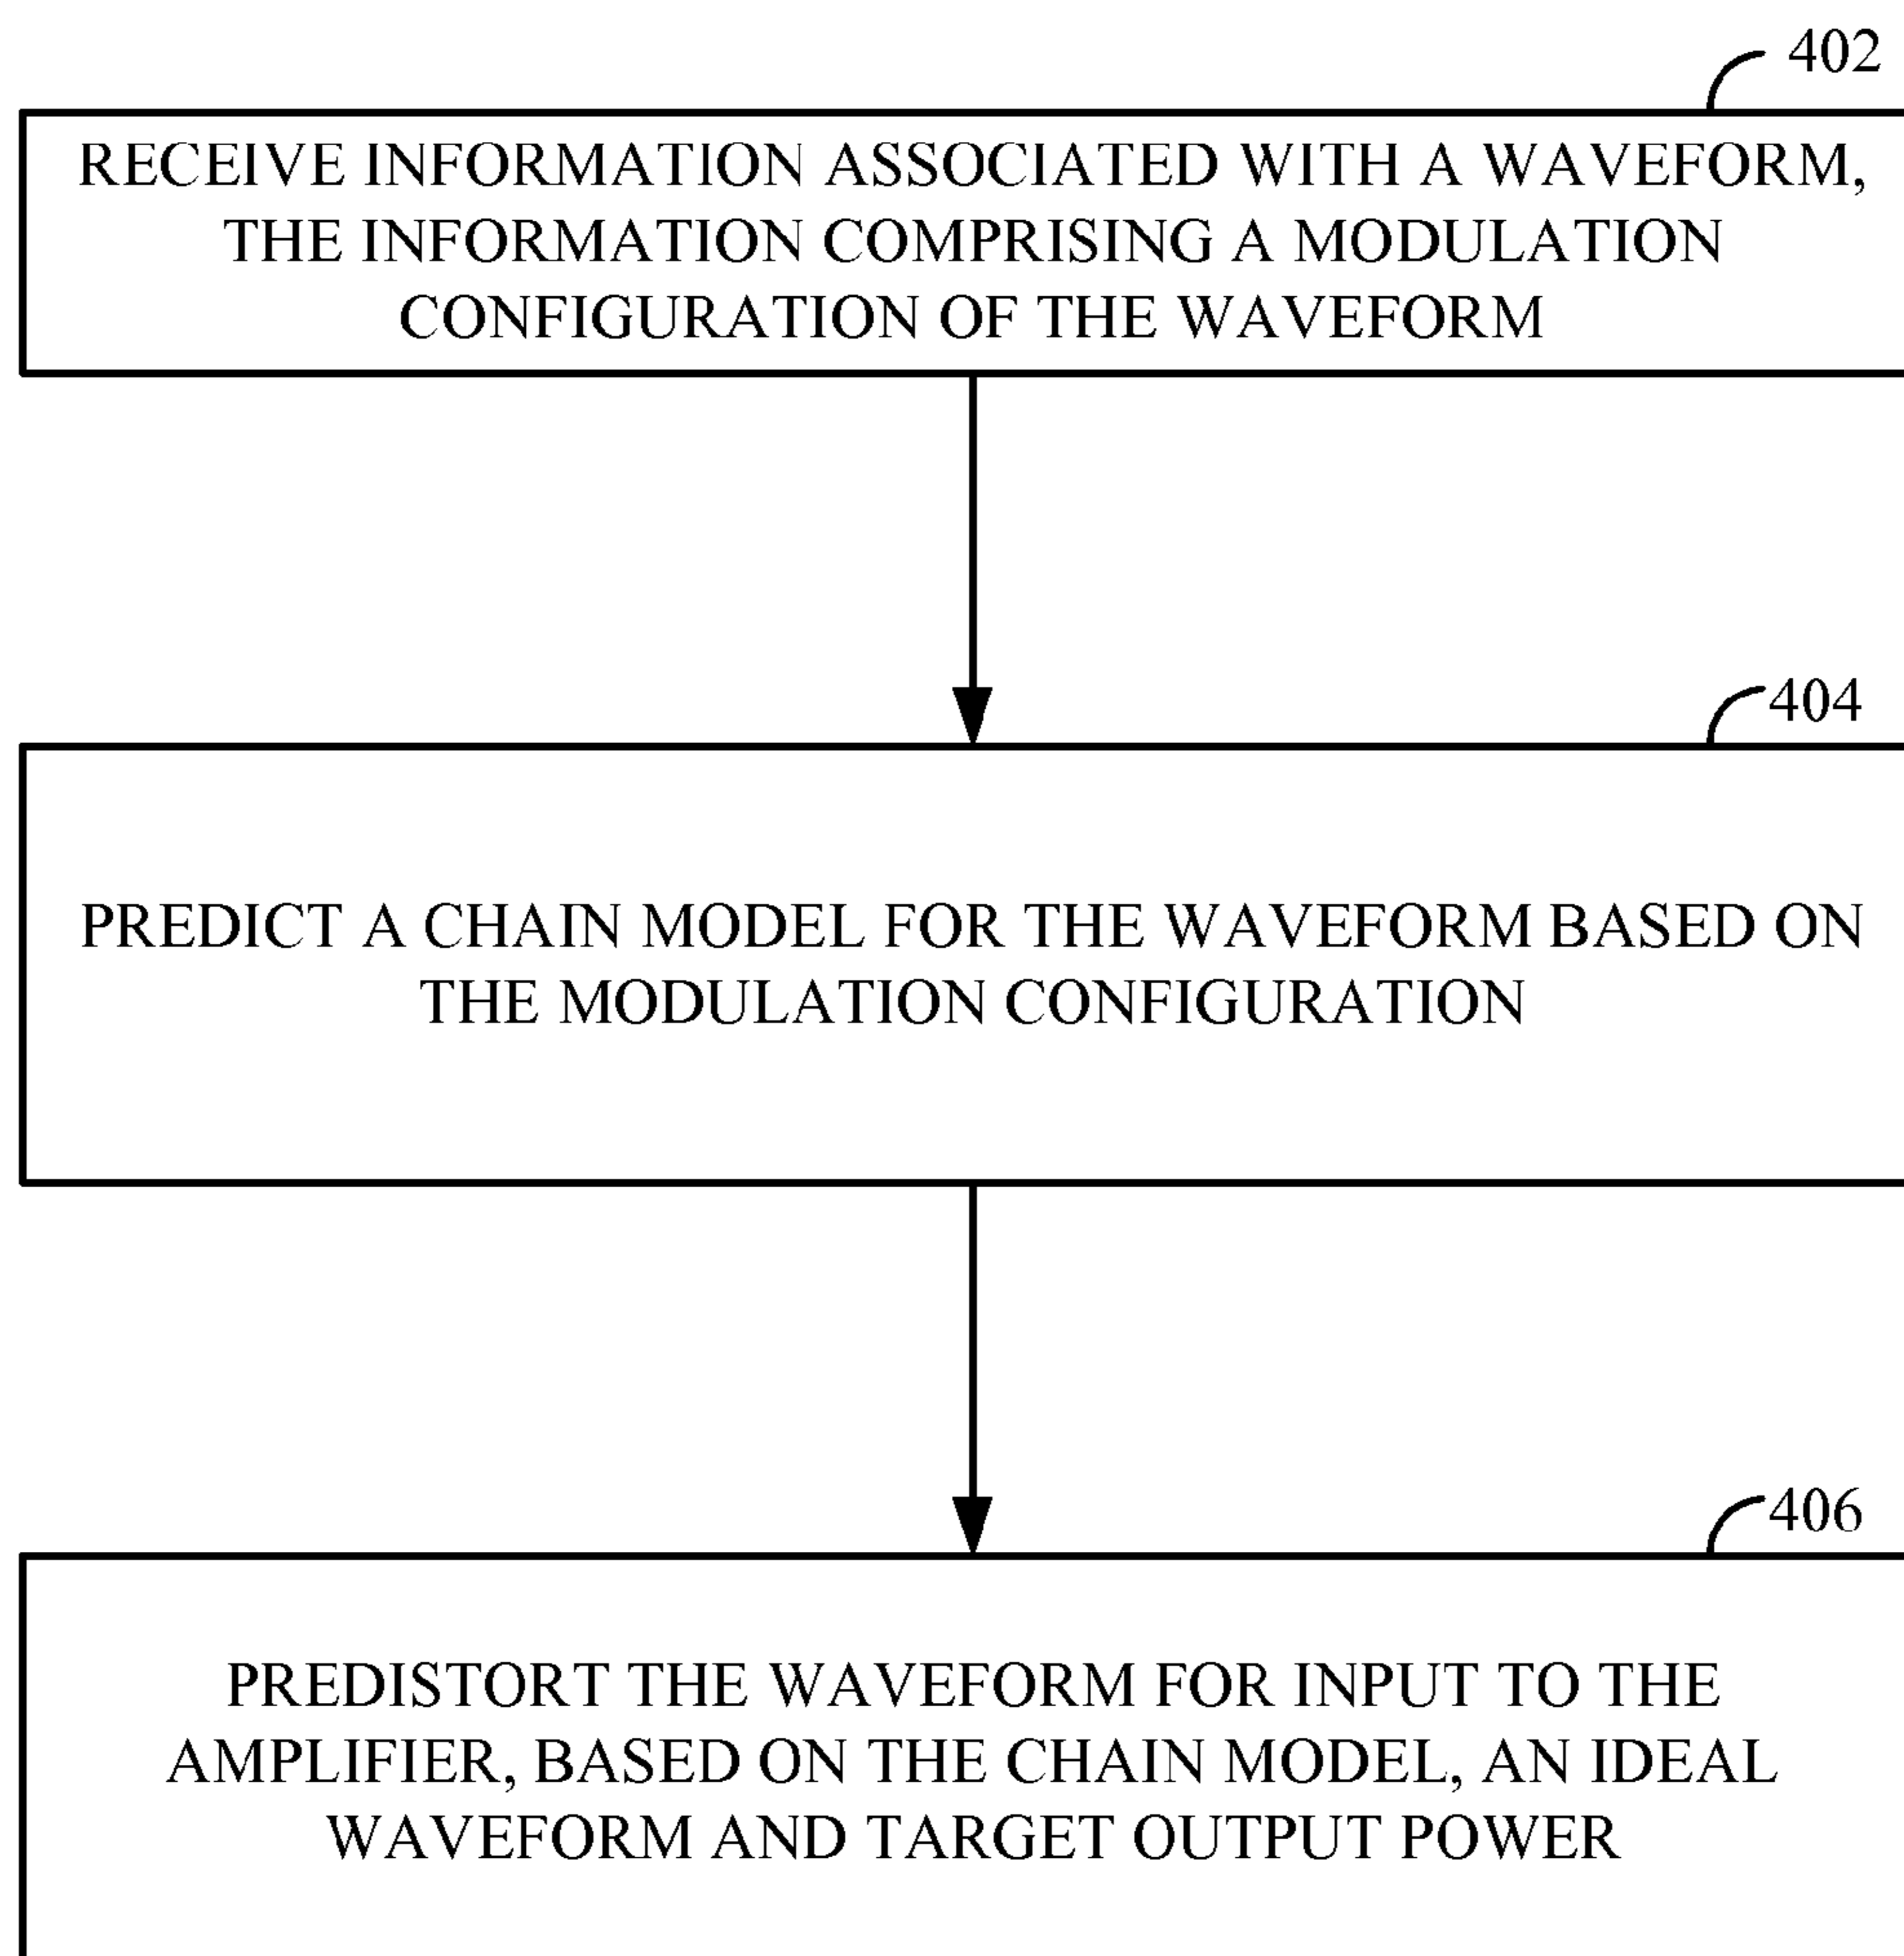 402
RECEIVE INFORMATION ASSOCIATED WITH A WAVEFORM,
THE INFORMATION COMPRISING A MODULATION
CONFIGURATION OF THE WAVEFORM
404
PREDICT A CHAIN MODEL FOR THE WAVEFORM BASED ON
THE MODULATION CONFIGURATION
406
PREDISTORT THE WAVEFORM FOR INPUT TO THE
AMPLIFIER, BASED ON THE CHAIN MODEL, AN IDEAL
WAVEFORM AND TARGET OUTPUT POWER